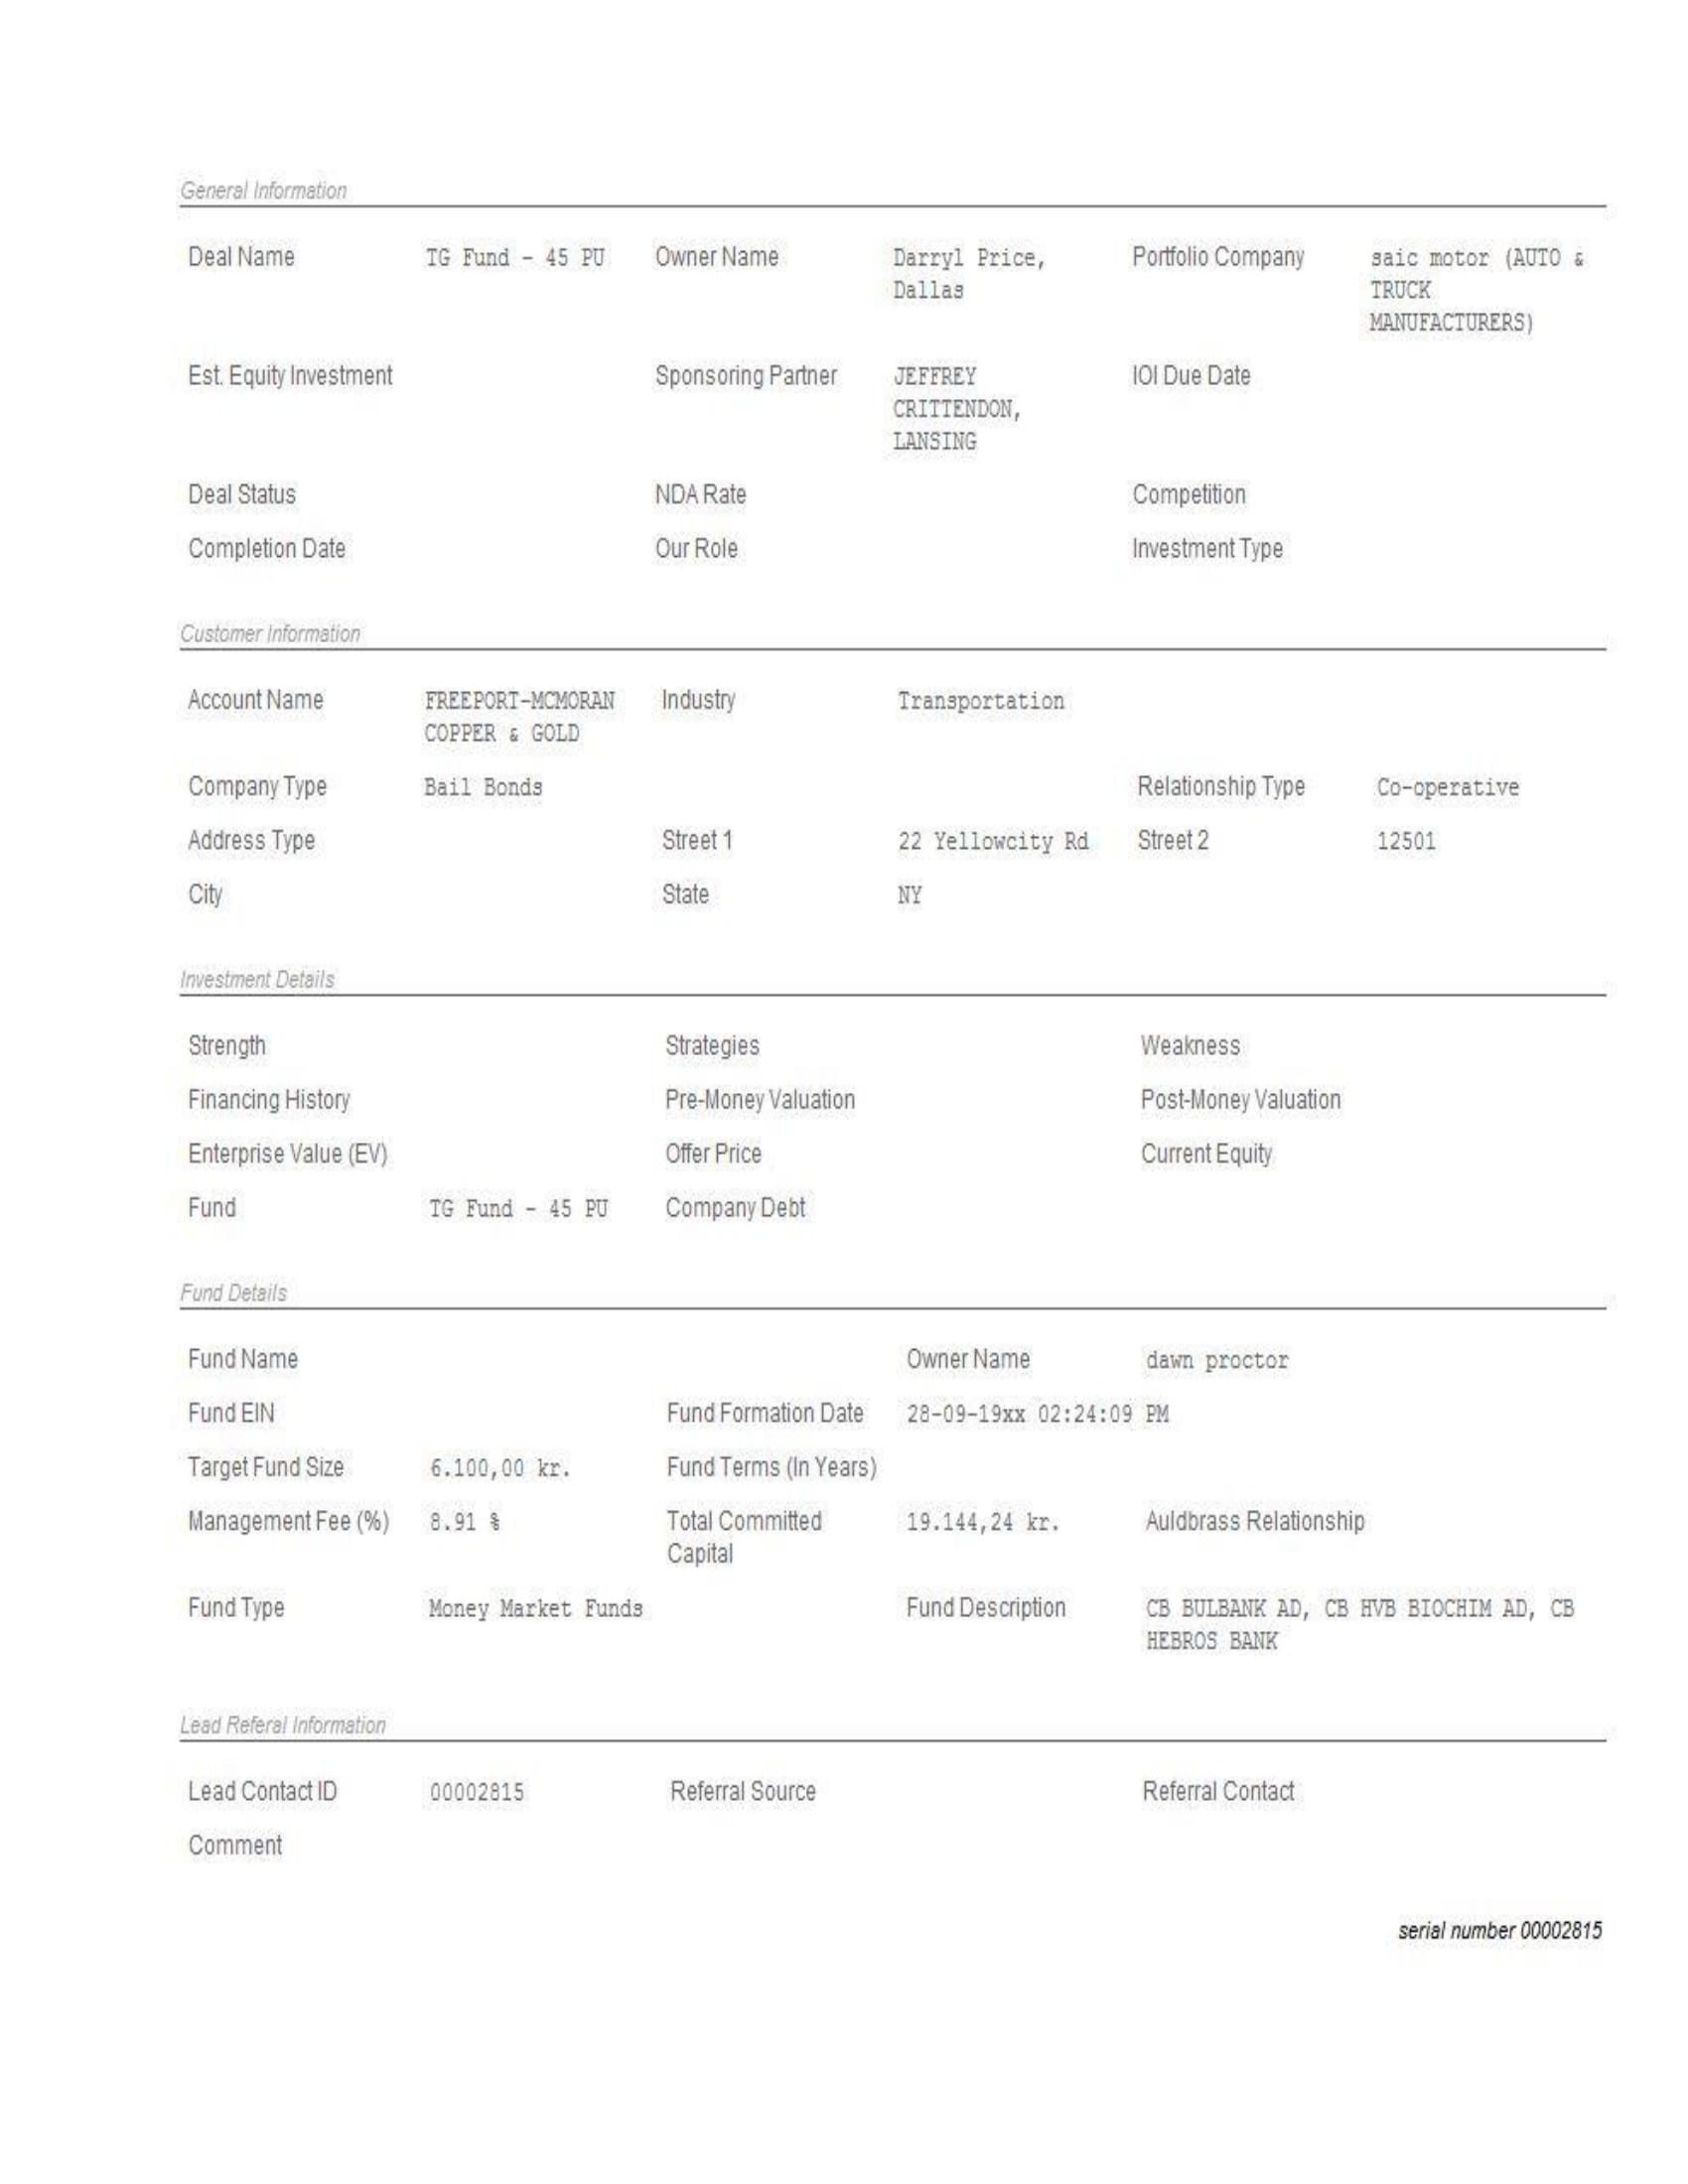 General Information
Deal Name TG Fund - 45 PU Owner Name Darryl Price, Portfolio Company saic motor (AUTO &
Dallas TRUCK
MANUFACTURERS)
Est. Equity Investment Sponsoring Partner JEFFREY IOI Due Date
CRITTENDON,
LANSING
Deal Status NDA Rate Competition
Completion Date Our Role Investment Type
Customer Information
Account Name FREEPORT-MCMORAN Industry Transportation
COPPER & GOLD
Company Type Bail Bonds Relationship Type Co-operative
Address Type Street 1 22 Yellowcity Rd Street 2 12501
City State NY
Investment Details
Strength Strategies Weakness
Financing History Pre-Money Valuation Post-Money Valuation
Enterprise Value (EV) Offer Price Current Equity
Fund TG Fund - 45 PU Company Debt
Fund Details
Fund Name Owner Name dawn proctor
Fund EIN Fund Formation Date 28-09-19xx 02:24:09 PM
Target Fund Size 6.100,00 kr. Fund Terms (In Years)
Management Fee (%) 8.91 % Total Committed 19.144,24 kr. Auldbrass Relationship
Capital
Fund Type Money Market Funds Fund Description CB BULBANK AD, CB HVB BIOCHIM AD, CB
HEBROS BANK
Lead Referal Information
Lead Contact ID 00002815 Referral Source Referral Contact
Comment
serial number 00002815